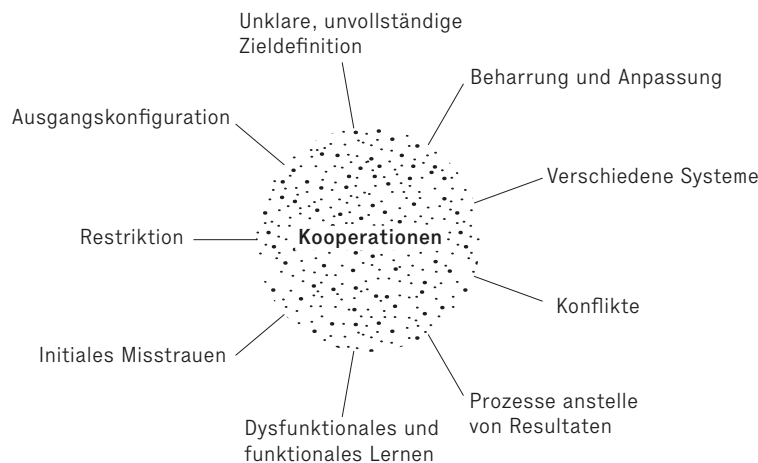 Unklare, unvollständige
Zieldefinition
Beharrung und Anpassung
Ausgangskonfiguration
Verschiedene Systeme
Restriktion
Kooperationen
Konflikte
Initiales Misstrauen
Prozesse anstelle
von Resultaten
Dysfunktionales und
funktionales Lernen